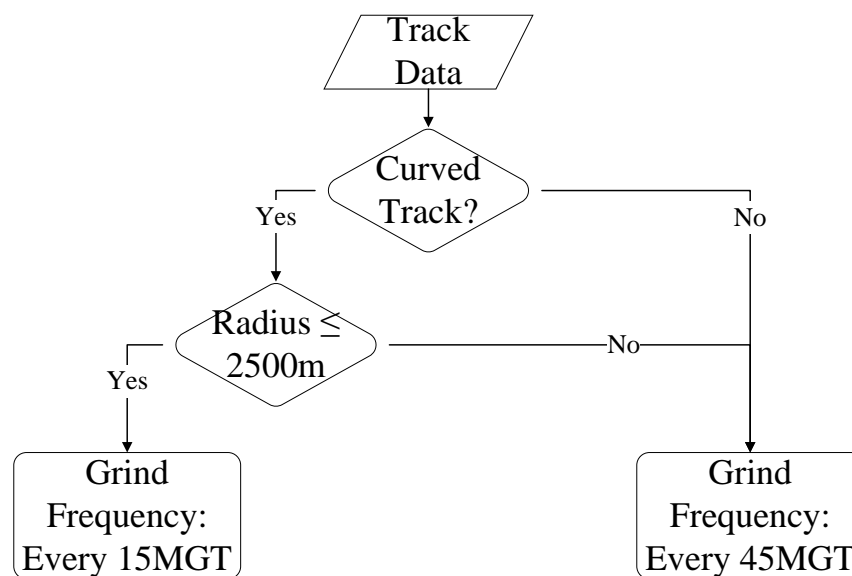 Track
Data
Curved
Track?
Yes
No
Radius ≤
2500m
No
Yes
Grind
Frequency:
Every 15MGT
Grind
Frequency:
Every 45MGT